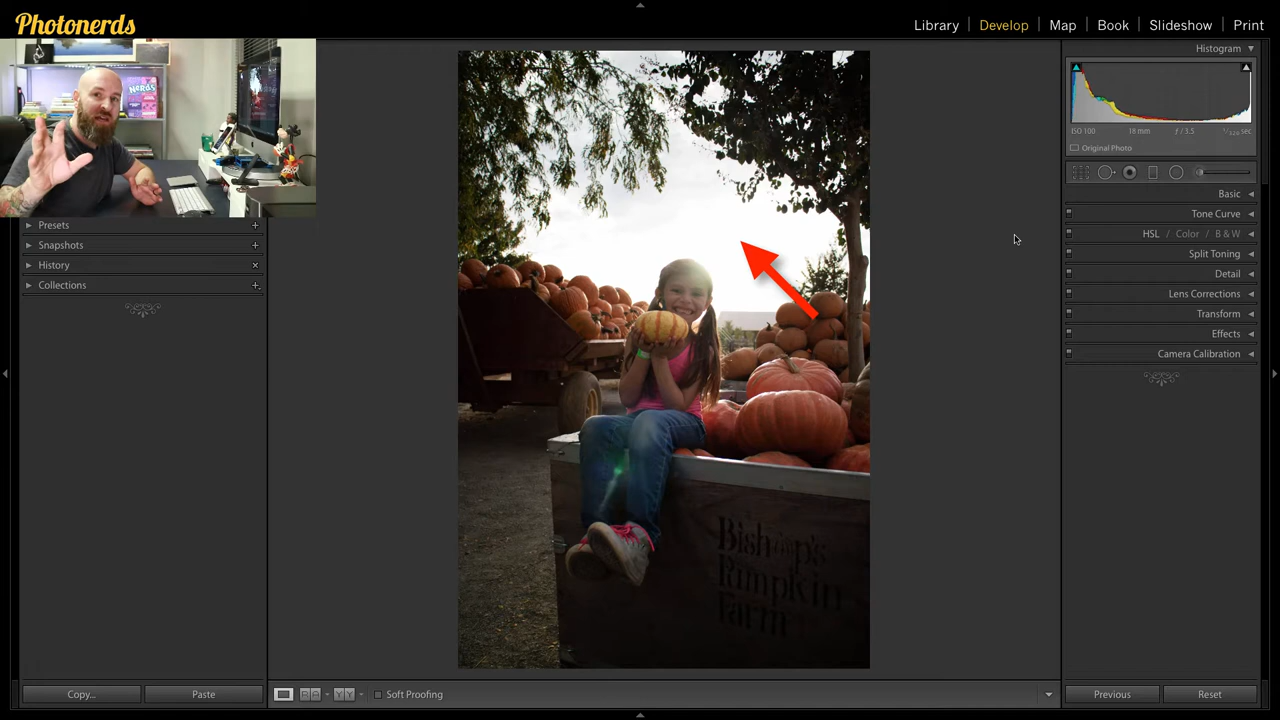 Photonerds
Library | Develop | Map | Book | Slideshow | Print
Histogram
ISO 100 18 mm ƒ / 3.5
Original Photo
Nerds
Basic
Tone Curve
HSL / Color / B & W
Split Toning
Detail
Lens Corrections
Transform
Effects
Camera Calibration
Presets
Snapshots
History
Collections
Bishop's
Pumpkin
Farm
Copy...
Paste
Soft Proofing
Previous
Reset